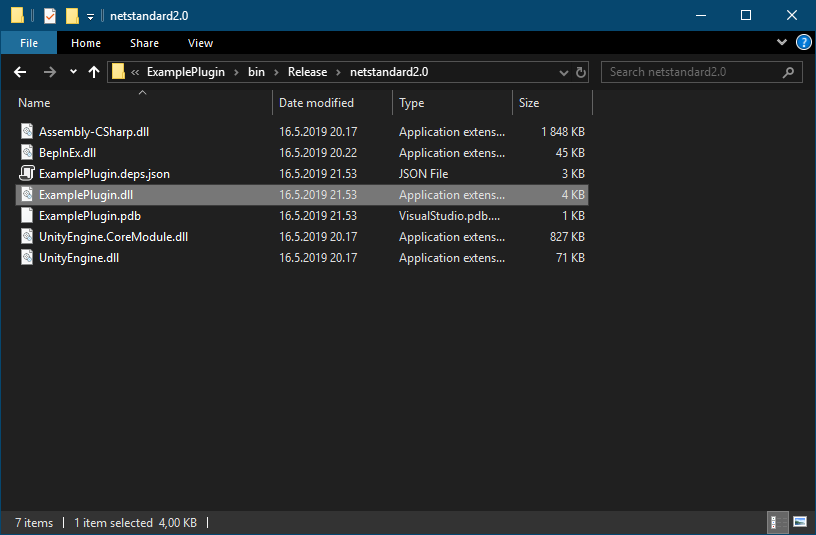 netstandard2.0
File Home Share View
« ExamplePlugin › bin › Release › netstandard2.0 Search netstandard2.0
Name Date modified Type Size
Assembly-CSharp.dll 16.5.2019 20.17 Application extens... 1 848 KB
BepInEx.dll 16.5.2019 20.22 Application extens... 45 KB
ExamplePlugin.deps.json 16.5.2019 21.53 JSON File 3 KB
ExamplePlugin.dll 16.5.2019 21.53 Application extens... 4 KB
ExamplePlugin.pdb 16.5.2019 21.53 VisualStudio.pdb.... 1 KB
UnityEngine.CoreModule.dll 16.5.2019 20.17 Application extens... 827 KB
UnityEngine.dll 16.5.2019 20.17 Application extens... 71 KB
7 items 1 item selected 4,00 KB